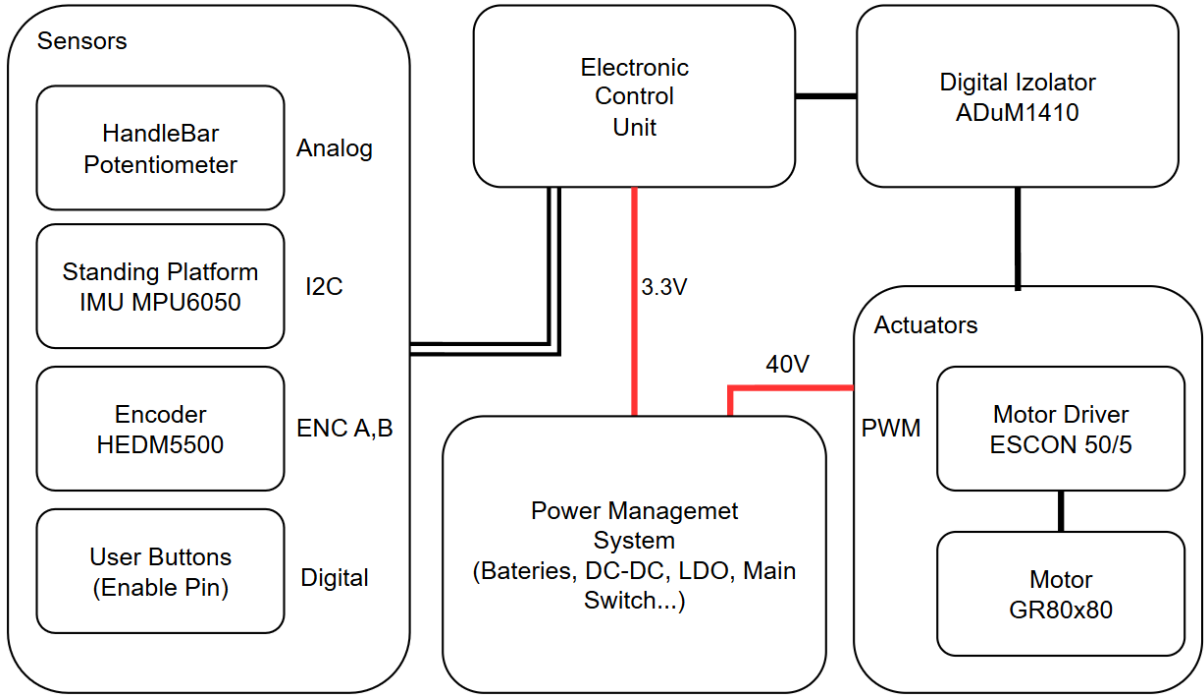 Sensors
HandleBar
Potentiometer
Analog
Standing Platform
IMU MPU6050
I2C
Encoder
HEDM5500
ENC A,B
User Buttons
(Enable Pin)
Digital
Electronic
Control
Unit
Digital Izolator
ADuM1410
3.3V
40V
Power Managemet
System
(Bateries, DC-DC, LDO, Main
Switch...)
Actuators
PWM
Motor Driver
ESCON 50/5
Motor
GR80x80